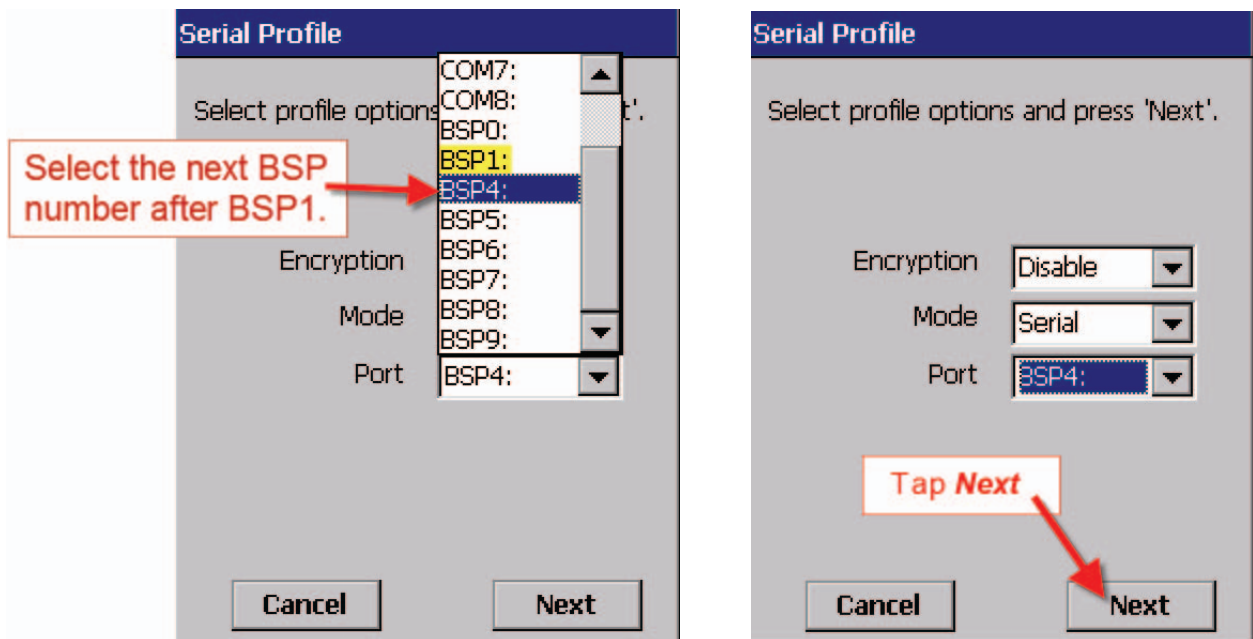 Serial Profile
COM7:
COM8:
Select profile options t'.
BSP0:
BSP1:
BSP4:
Select the next BSP
number after BSP1.
BSP5:
BSP6:
Encryption
BSP7:
Mode
BSP8:
BSP9:
Port BSP4:
Cancel Next
Serial Profile
Select profile options and press 'Next'.
Encryption Disable
Mode Serial
Port BSP4:
Tap Next
Cancel Next